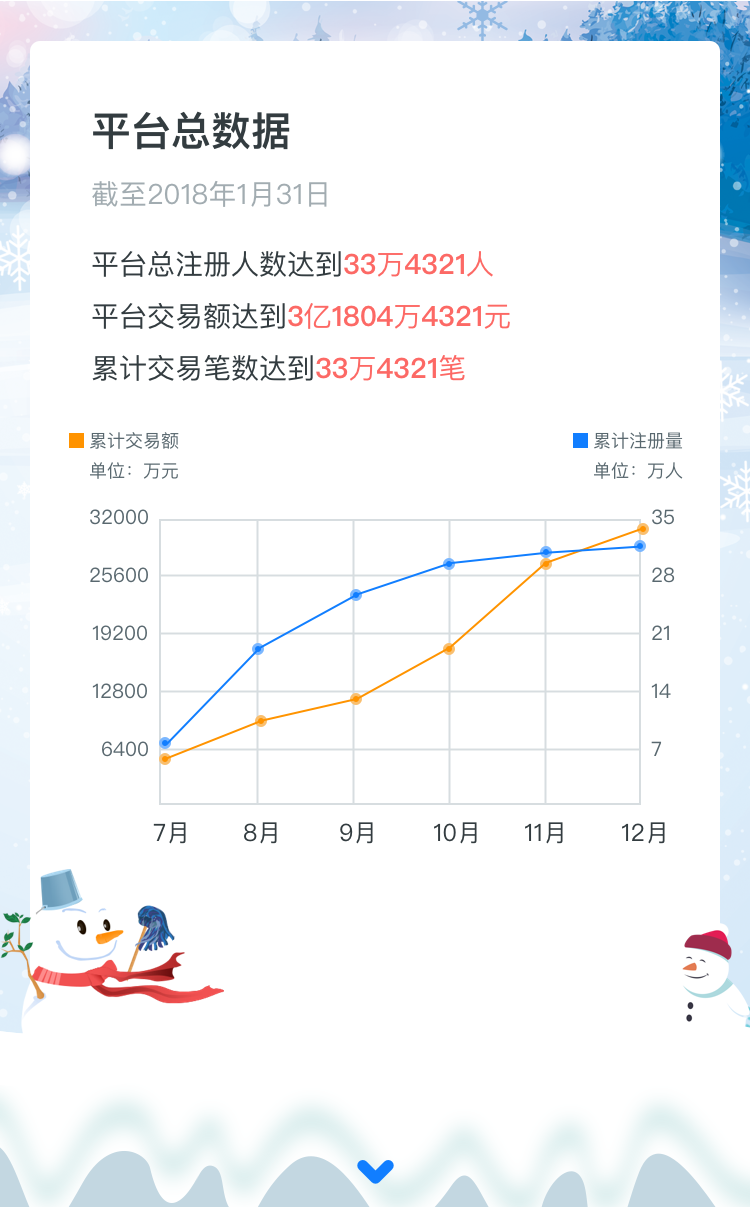 平台总数据
截至2018年1月31日
平台总注册人数达到33万4321人
平台交易额达到3亿1804万4321元
累计交易笔数达到33万4321笔
累计交易额 累计注册量
单位：万元 单位：万人
32000 35
25600 28
19200 21
12800 14
6400 7
7月 8月 9月 10月 11月 12月